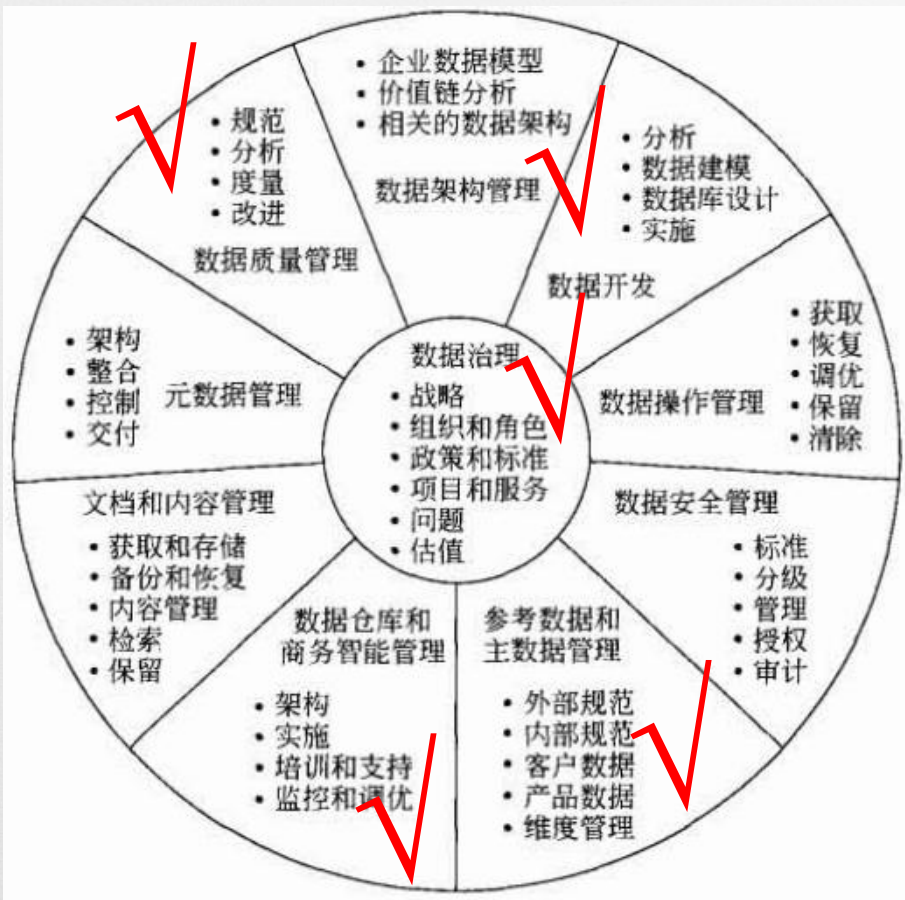 • 企业数据模型
• 价值链分析
• 相关的数据架构
数据架构管理
• 分析
• 数据建模
• 数据库设计
• 实施
数据开发
• 获取
• 恢复
• 调优
• 保留
• 清除
数据操作管理
数据安全管理
• 标准
• 分级
• 管理
• 授权
• 审计
参考数据和
主数据管理
• 外部规范
• 内部规范
• 客户数据
• 产品数据
• 维度管理
数据仓库和
商务智能管理
• 架构
• 实施
• 培训和支持
• 监控和调优
文档和内容管理
• 获取和存储
• 备份和恢复
• 内容管理
• 检索
• 保留
• 架构
• 整合
• 控制
• 交付
元数据管理
• 规范
• 分析
• 度量
• 改进
数据质量管理
数据治理
• 战略
• 组织和角色
• 政策和标准
• 项目和服务
• 问题
• 估值